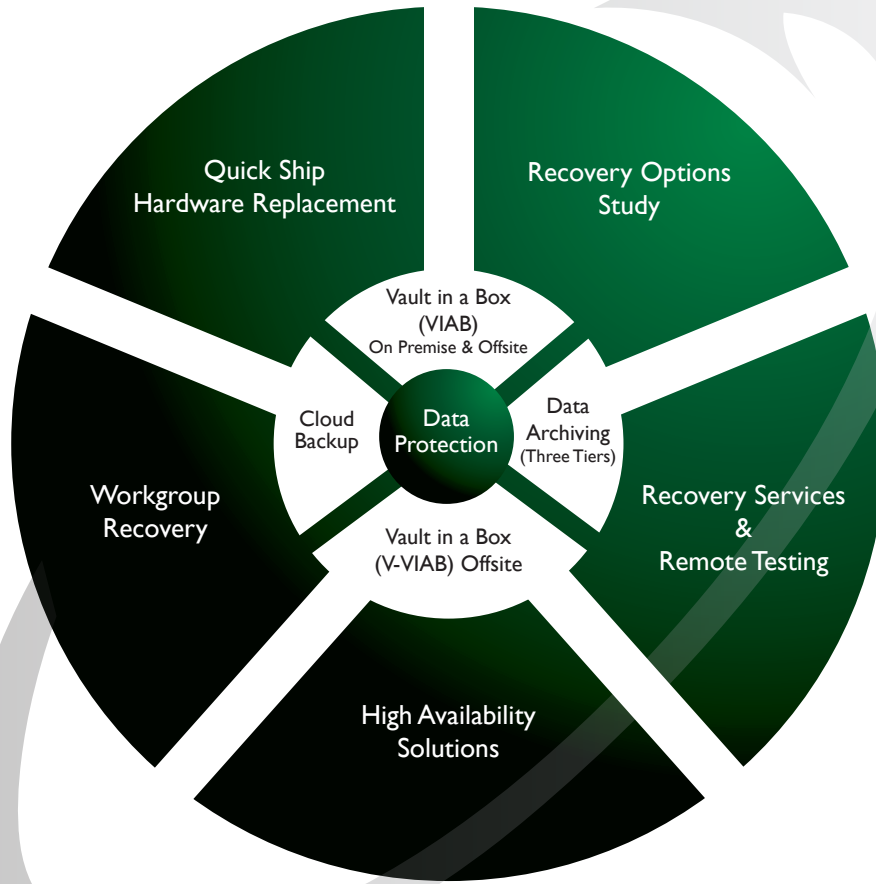 Quick Ship
Hardware Replacement
Recovery Options
Study
Vault in a Box
(VIAB)
On Premise & Offsite
Cloud
Backup
Data
Protection
Data
Archiving
(Three Tiers)
Workgroup
Recovery
Vault in a Box
(V-VIAB) Offsite
Recovery Services
&
Remote Testing
High Availability
Solutions